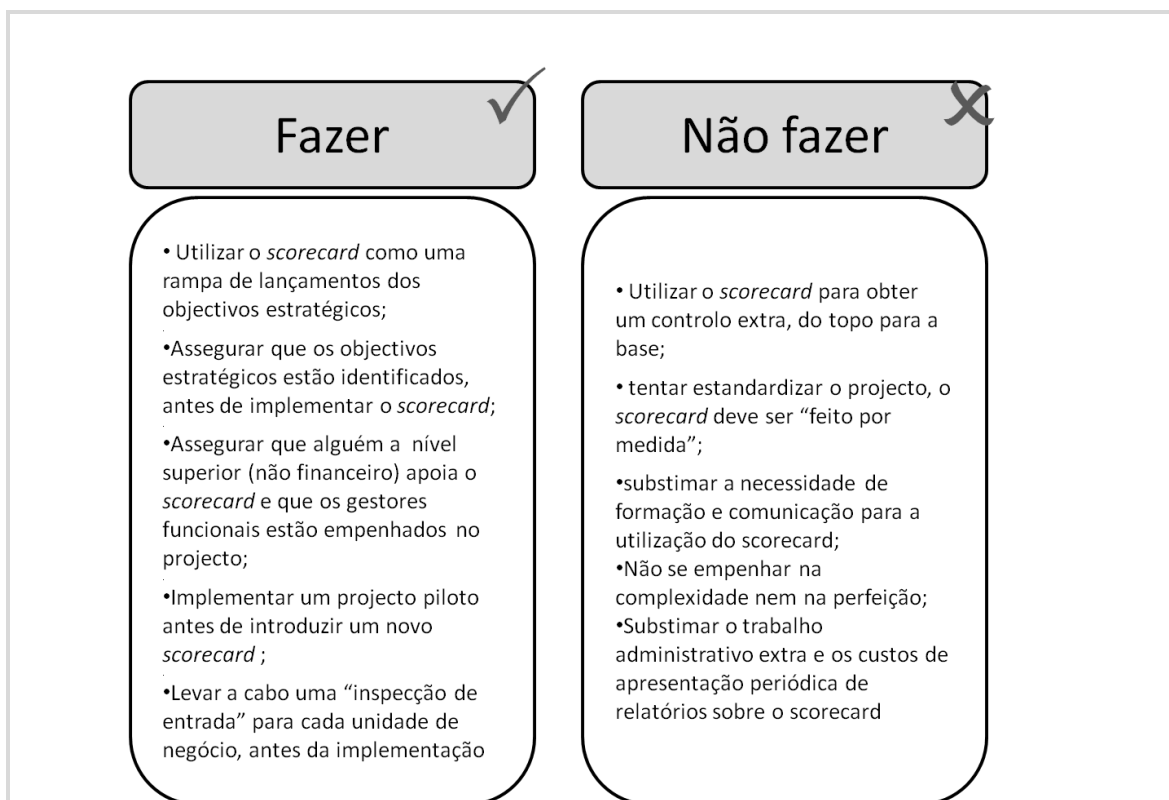 Fazer
• Utilizar o scorecard como uma
rampa de lançamentos dos
objectivos estratégicos;
•Assegurar que os objectivos
estratégicos estão identificados,
antes de implementar o scorecard;
•Assegurar que alguém a nível
superior (não financeiro) apoia o
scorecard e que os gestores
funcionais estão empenhados no
projecto;
•Implementar um projecto piloto
antes de introduzir um novo
scorecard ;
•Levar a cabo uma “inspecção de
entrada” para cada unidade de
negócio, antes da implementação
Não fazer
• Utilizar o scorecard para obter
um controlo extra, do topo para a
base;
• tentar estandardizar o projecto, o
scorecard deve ser “feito por
medida”;
•substimar a necessidade de
formação e comunicação para a
utilização do scorecard;
•Não se empenhar na
complexidade nem na perfeição;
•Substimar o trabalho
administrativo extra e os custos de
apresentação periódica de
relatórios sobre o scorecard